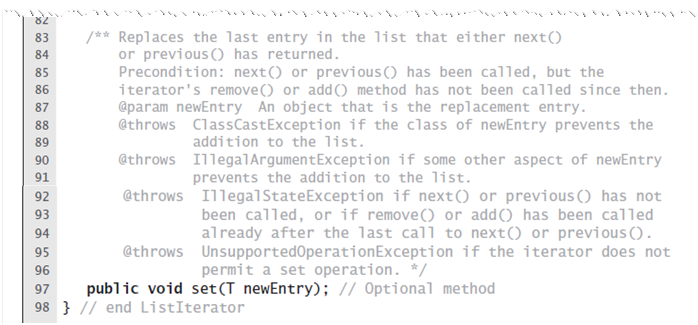 82
83 /** Replaces the last entry in the list that either next()
84 or previous() has returned.
85 Precondition: next() or previous() has been called, but the
86 iterator's remove() or add() method has not been called since then.
87 @param newEntry An object that is the replacement entry.
88 @throws ClassCastException if the class of newEntry prevents the
89 addition to the list.
90 @throws IllegalArgumentException if some other aspect of newEntry
91 prevents the addition to the list.
92 @throws IllegalStateException if next() or previous() has not
93 been called, or if remove() or add() has been called
94 already after the last call to next() or previous().
95 @throws UnsupportedOperationException if the iterator does not
96 permit a set operation. */
97 public void set(T newEntry); // Optional method
98 } // end ListIterator